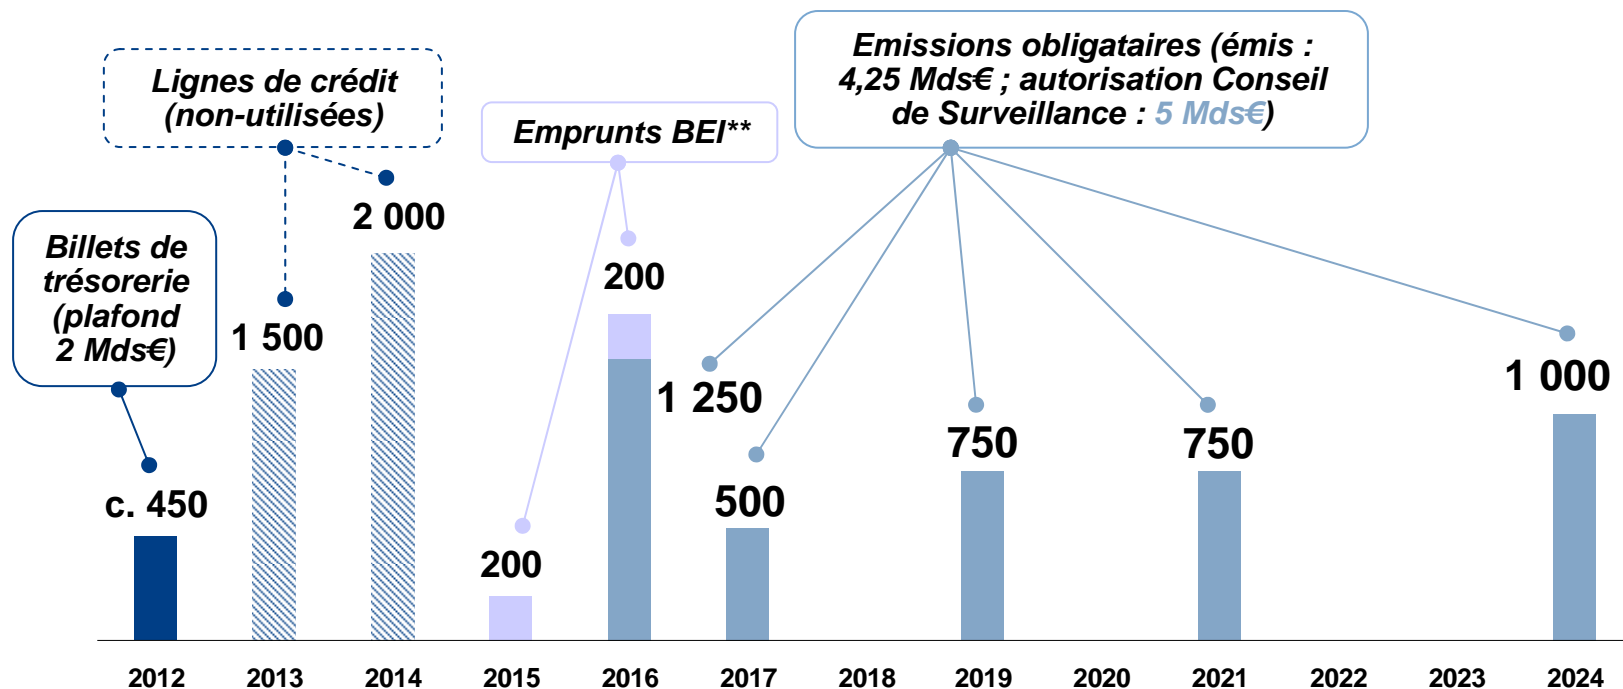 Lignes de crédit
(non-utilisées)
Emprunts BEI**
Emissions obligataires (émis :
4,25 Mds€ ; autorisation Conseil
de Surveillance : 5 Mds€)
Billets de
trésorerie
(plafond
2 Mds€)
c. 450
1 500
2 000
200
200
1 250
500
750
750
1 000
2012
2013
2014
2015
2016
2017
2018
2019
2020
2021
2022
2023
2024